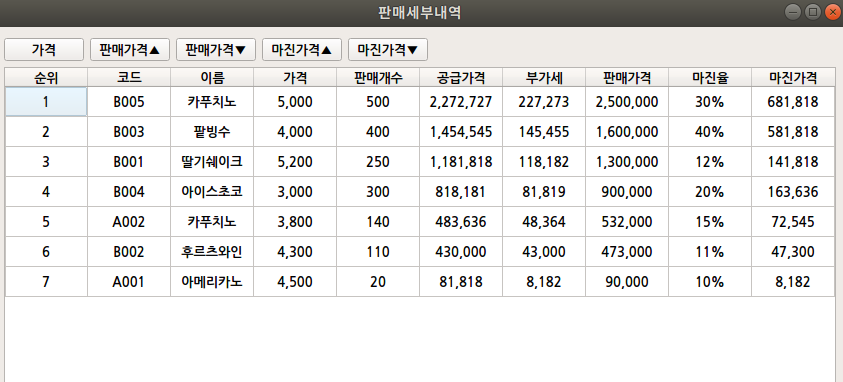 판매세부내역
가격 판매가격▲ 판매가격▼ 마진가격▲ 마진가격▼
순위 코드 이름 가격 판매개수 공급가격 부가세 판매가격 마진율 마진가격
1 B005 카푸치노 5,000 500 2,272,727 227,273 2,500,000 30% 681,818
2 B003 팥빙수 4,000 400 1,454,545 145,455 1,600,000 40% 581,818
3 B001 딸기쉐이크 5,200 250 1,181,818 118,182 1,300,000 12% 141,818
4 B004 아이스초코 3,000 300 818,181 81,819 900,000 20% 163,636
5 A002 카푸치노 3,800 140 483,636 48,364 532,000 15% 72,545
6 B002 후르츠와인 4,300 110 430,000 43,000 473,000 11% 47,300
7 A001 아메리카노 4,500 20 81,818 8,182 90,000 10% 8,182